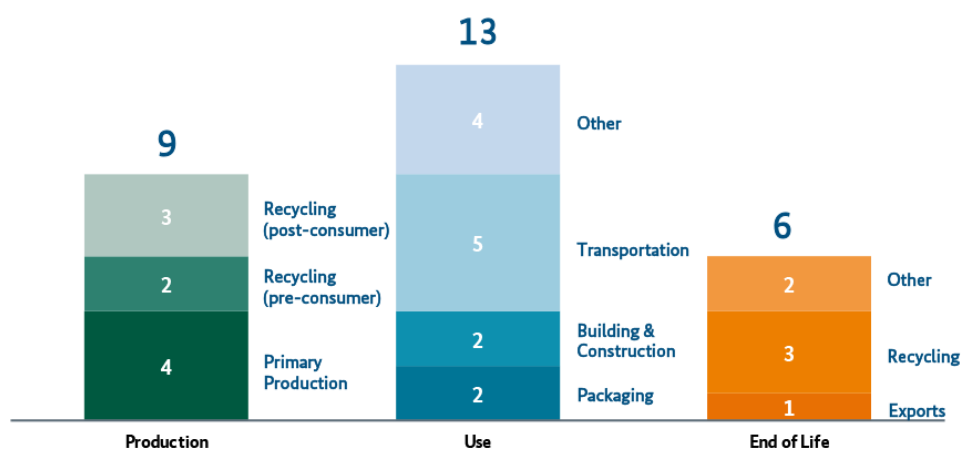 13
9
6
4
Other
3
Recycling
(post-consumer)
5
Transportation
2
Recycling
(pre-consumer)
2
Other
2
Building &
Construction
3
Recycling
4
Primary
Production
2
Packaging
1
Exports
Production
Use
End of Life